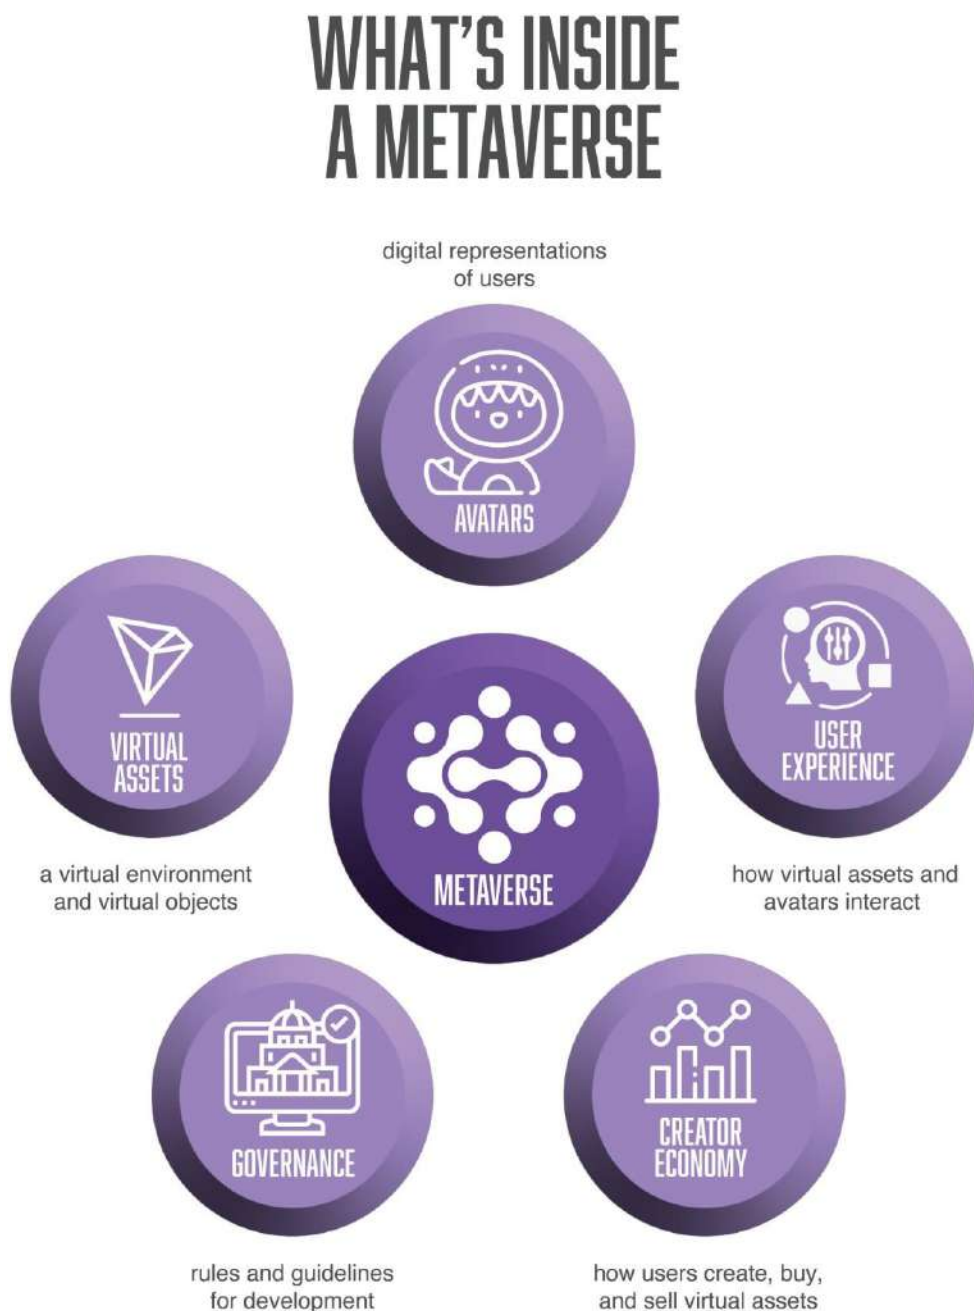 WHAT'S INSIDE
A METAVERSE
digital representations
of users
AVATARS
VIRTUAL
ASSETS
a virtual environment
and virtual objects
USER
EXPERIENCE
how virtual assets and
avatars interact
METAVERSE
GOVERNANCE
rules and guidelines
for development
CREATOR
ECONOMY
how users create, buy,
and sell virtual assets